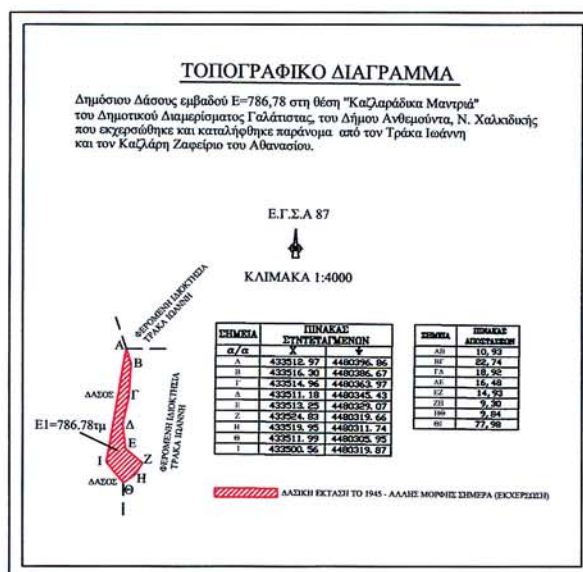 ΤΟΠΟΓΡΑΦΙΚΟ ΔΙΑΓΡΑΜΜΑ
Δημόσιου Δάσους εμβαδού Ε=786,78 στη θέση "Καζλαράδικα Μαντριά"
του Δημοτικού Διαμερίσματος Γαλάτιστας, του Δήμου Ανθεμούντα, Ν. Χαλκιδικής
που εκχερσώθηκε και καταλήφθηκε παράνομα από τον Τράκα Ιωάννη
και τον Καζλάρη Ζαφείριο του Αθανασίου.
Ε.Γ.Σ.Α 87
ΚΛΙΜΑΚΑ 1:4000
ΦΕΡΟΜΕΝΗ ΙΔΙΟΚΤΗΣΙΑ
ΤΡΑΚΑ ΙΩΑΝΝΗ
Α
Β
Γ
ΔΑΣΟΣ
Δ
Ε1=786.78τμ
Ε
Ι
Ζ
Η
Θ
ΔΑΣΟΣ
ΦΕΡΟΜΕΝΗ ΙΔΙΟΚΤΗΣΙΑ
ΤΡΑΚΑ ΙΩΑΝΝΗ
ΣΗΜΕΙΑ ΠΙΝΑΚΑΣ ΣΥΝΤΕΤΑΓΜΕΝΩΝ
α/α Χ Ψ
Α 433512.97 4480396.86
Β 433516.30 4480386.67
Γ 433514.96 4480363.97
Δ 433511.18 4480345.43
Ε 433513.25 4480329.07
Ζ 433524.83 4480319.66
Η 433519.95 4480311.74
Θ 433511.99 4480305.95
Ι 433500.56 4480319.87
ΣΗΜΕΙΑ ΠΙΝΑΚΑΣ ΑΠΟΣΤΑΣΕΩΝ
ΑΒ 10,93
ΒΓ 22,74
ΓΔ 18,92
ΔΕ 16,48
ΕΖ 14,93
ΖΗ 9,30
ΗΘ 9,84
ΘΙ 77,98
ΔΑΣΙΚΗ ΕΚΤΑΣΗ ΤΟ 1945 - ΑΛΛΗΣ ΜΟΡΦΗΣ ΣΗΜΕΡΑ (ΕΚΧΕΡΣΩΣΗ)